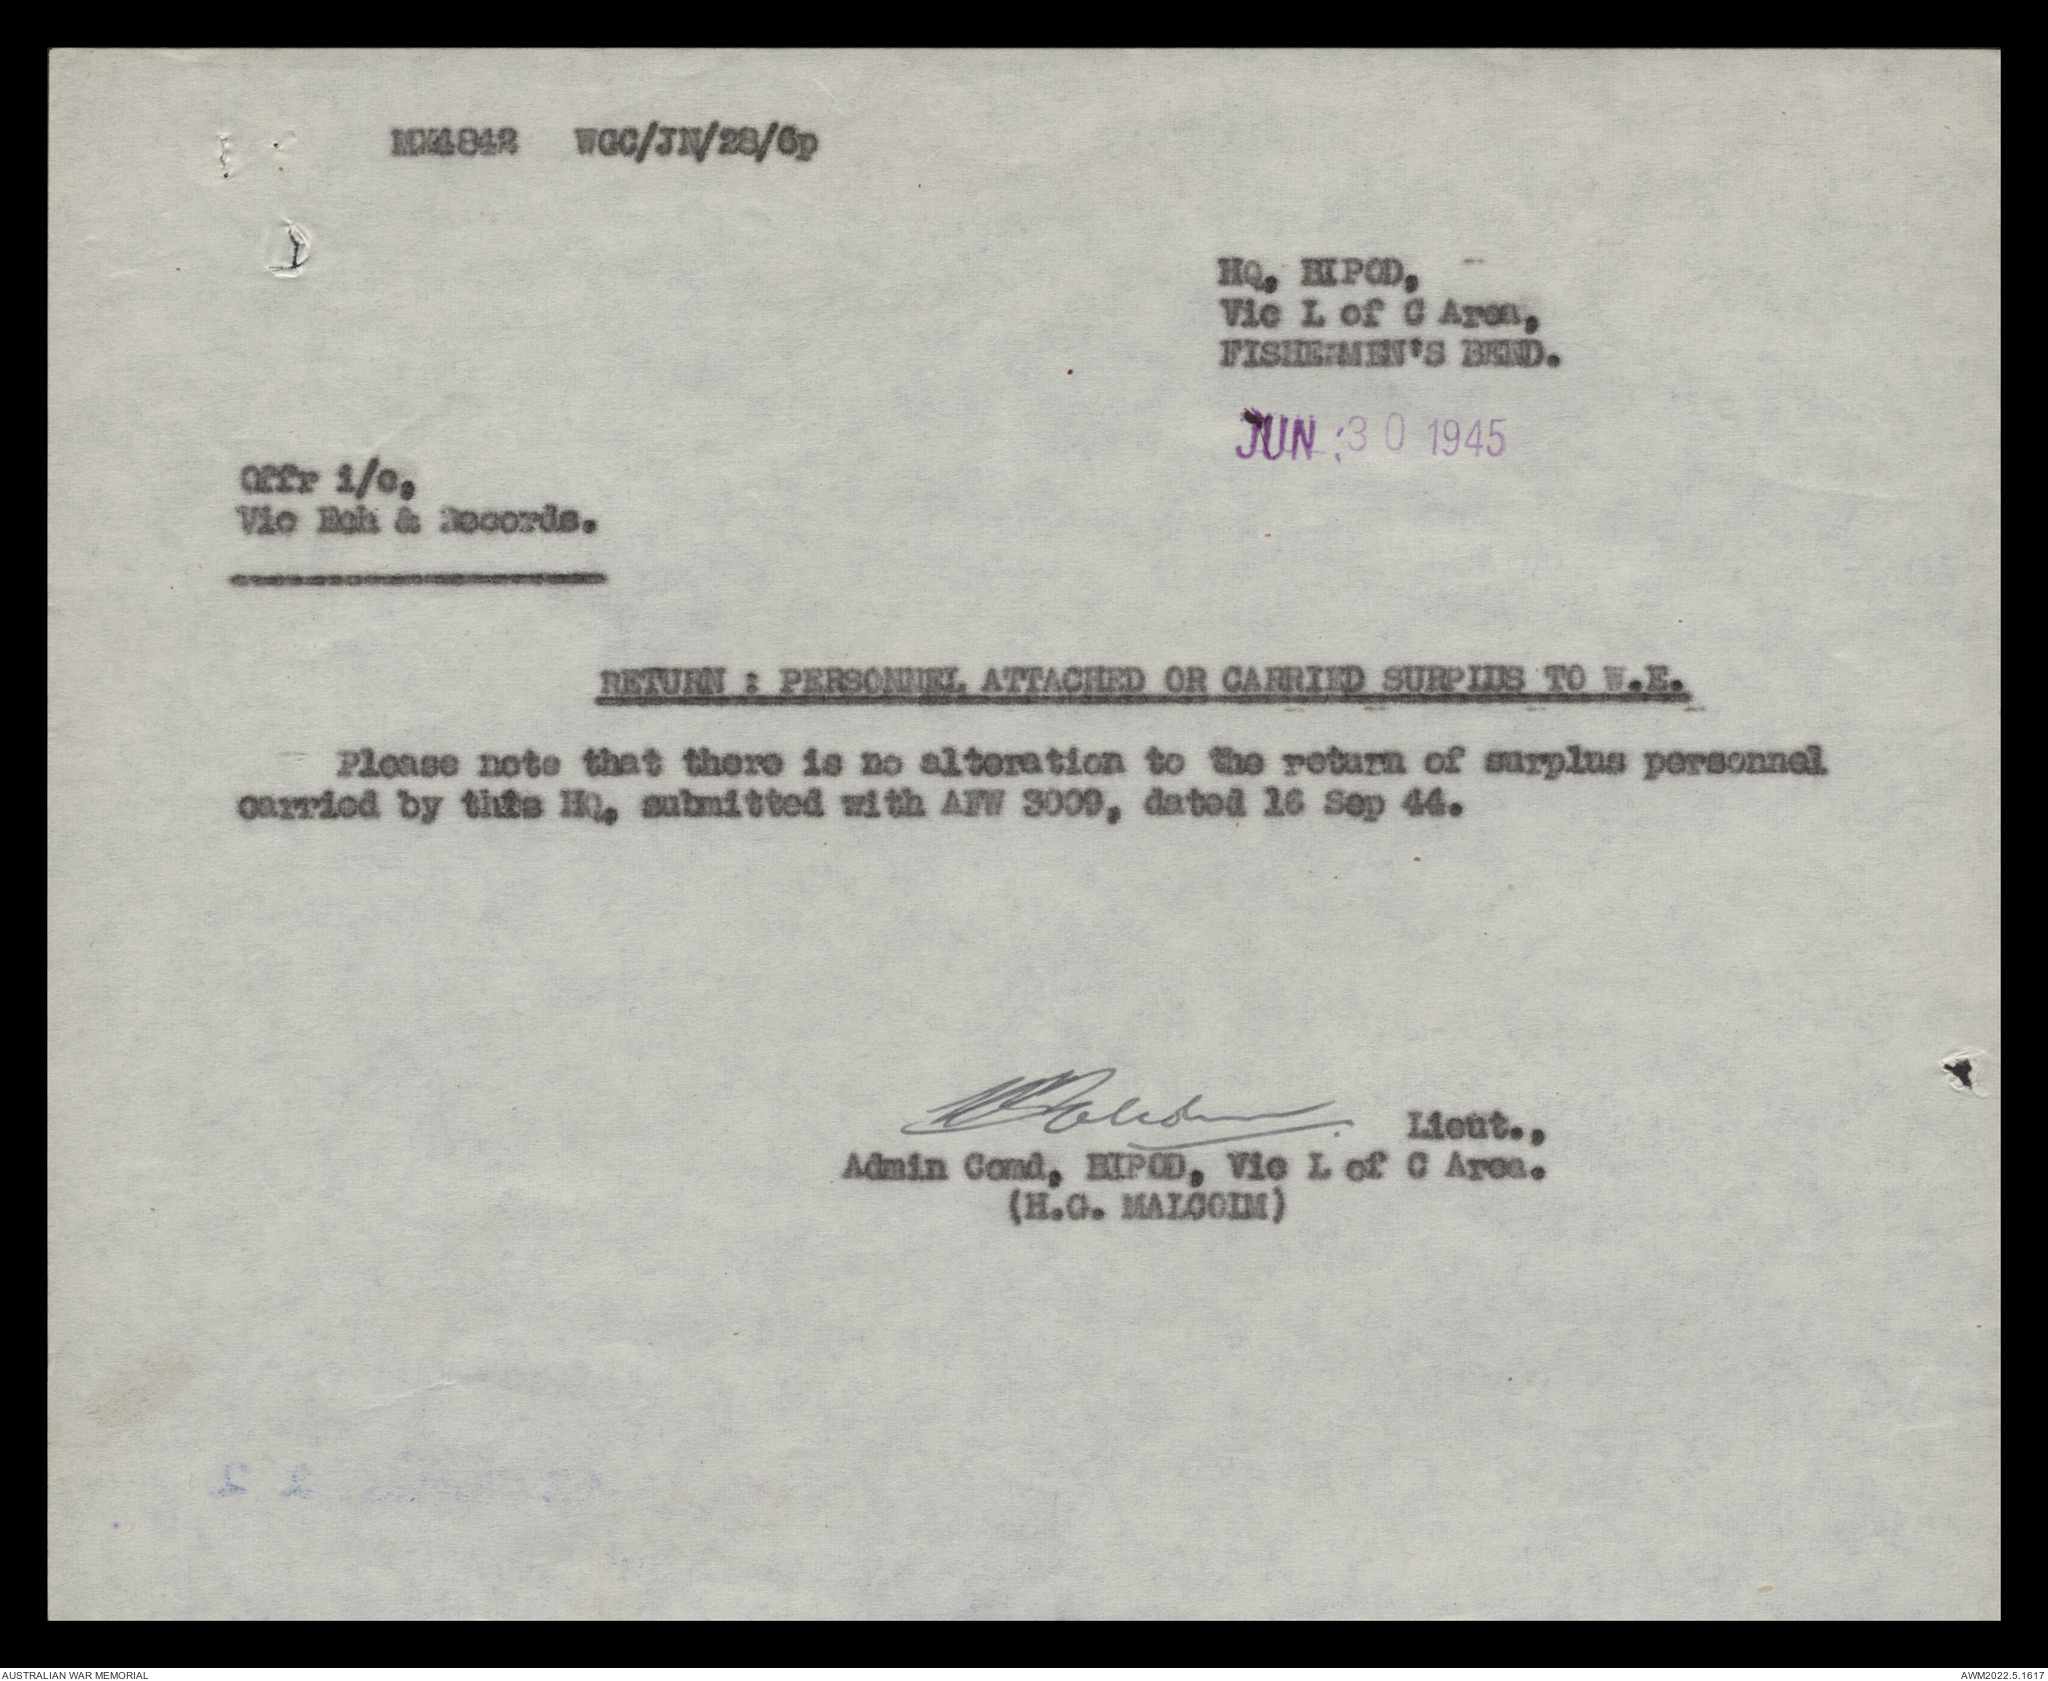 MM4842 WGC/JN/28/6p
HQ, BIPOD,
Vic L of C Area,
FISHERMEN'S BEND.
JUN 30 1945
Offr i/c,
Vic Ech & Records.
RETURN : PERSONNEL ATTACHED OR CARRIED SURPLUS TO W.E.
Please note that there is no alteration to the return of surplus personnel
carried by this HQ, submitted with AFW 3009, dated 16 Sep 44.
Lieut.,
Admin Comd, BIPOD, Vic L of C Area.
(H.G. MALCOLM)
AUSTRALIAN WAR MEMORIAL
AWM2022.5.1617